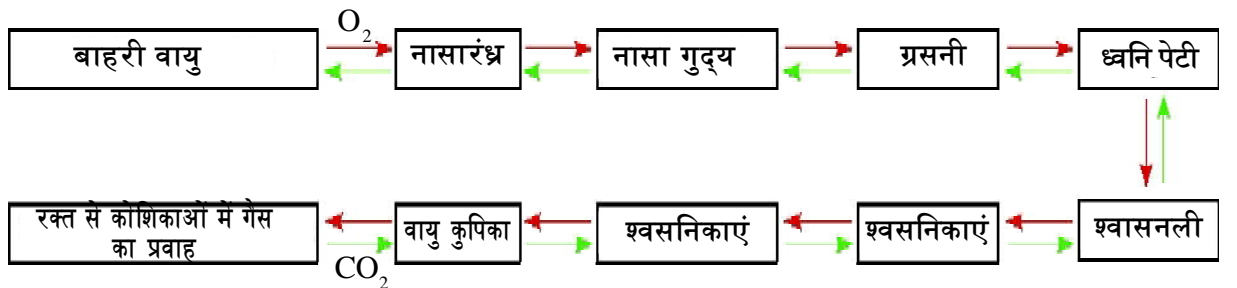 O₂
बाहरी वायु
नासारंध्र
नासा गुद्य
ग्रसनी
ध्वनि पेटी
रक्त से कोशिकाओं में गैस
का प्रवाह
वायु कुपिका
श्वसनिकाएं
श्वसनिकाएं
श्वासनली
CO₂